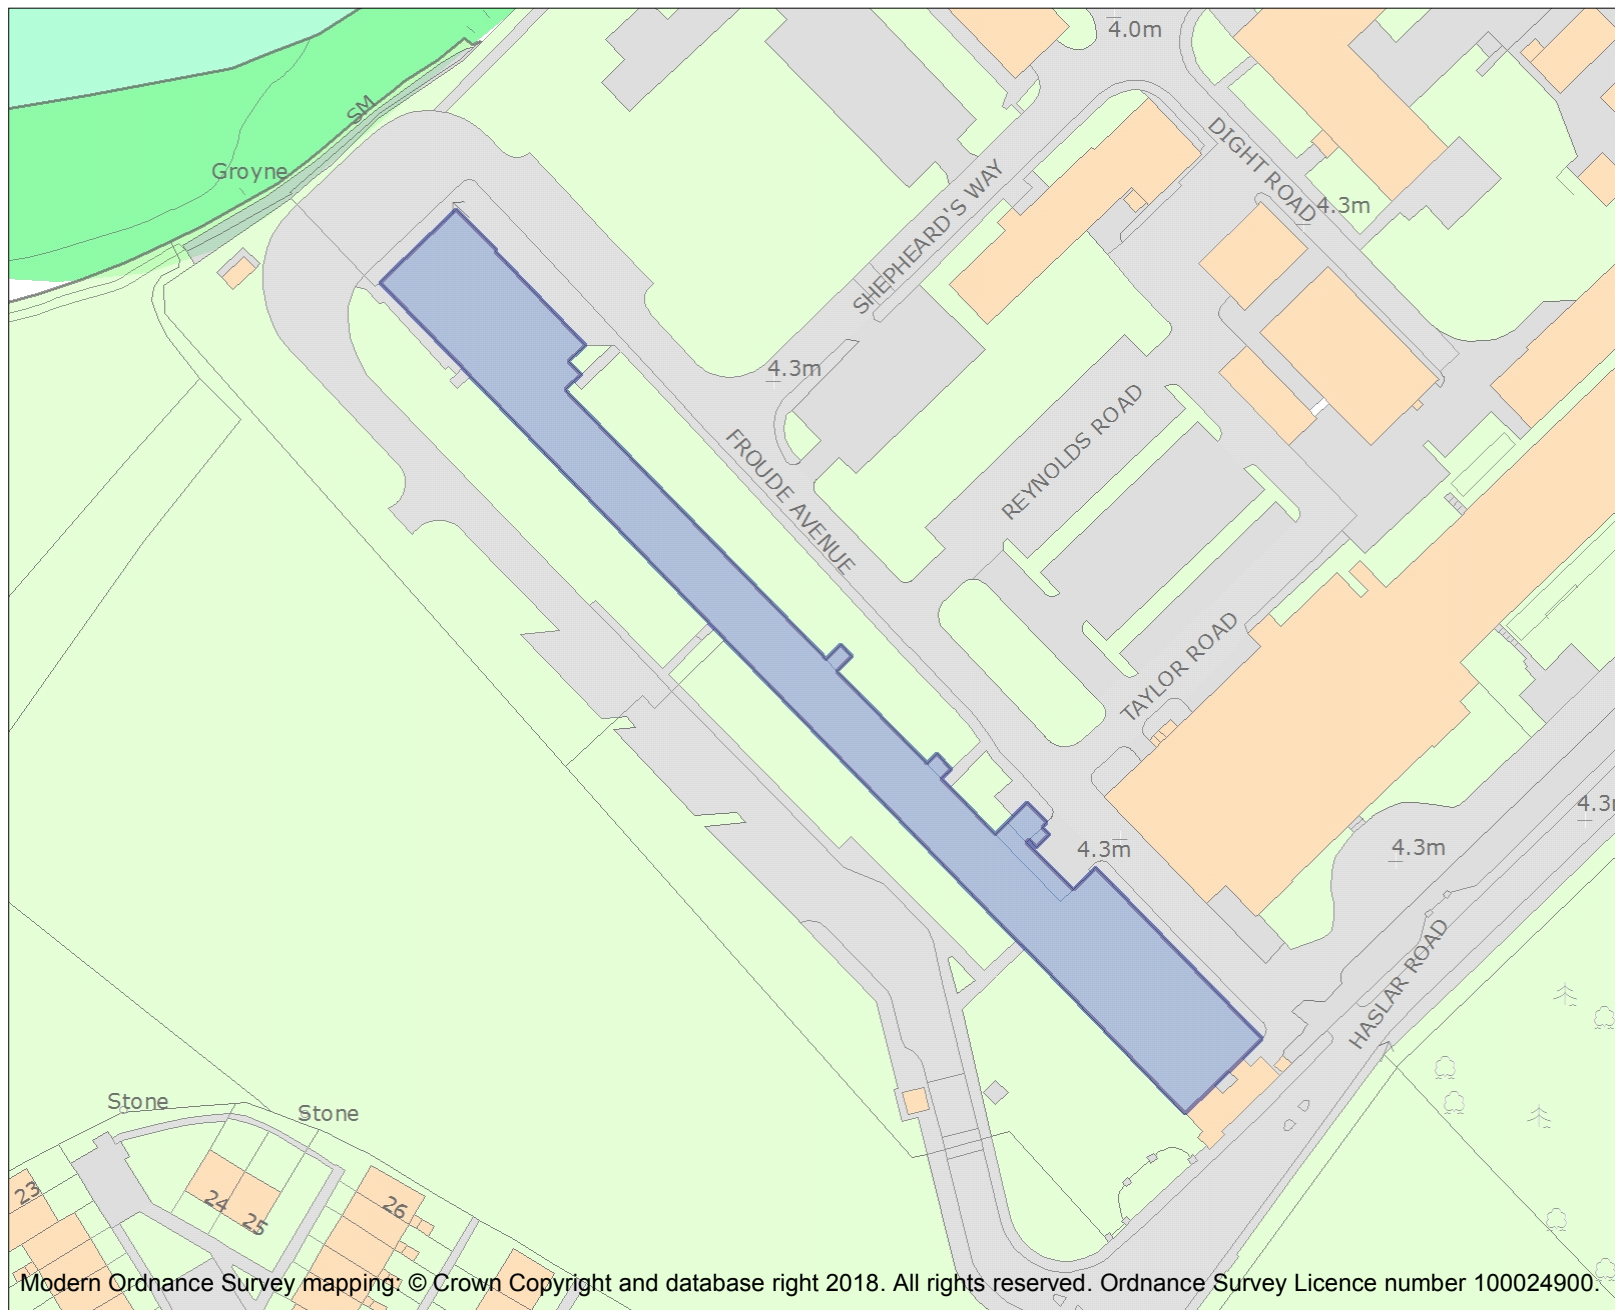 4.0m
SM
Groyne
DIGHT ROAD
4.3m
SHEPHEARD'S WAY
4.3m
REYNOLDS ROAD
FROUDE AVENUE
TAYLOR ROAD
4.3m
4.3m
4.3
HASLAR ROAD
Stone
Stone
23
24
25
26
Modern Ordnance Survey mapping: © Crown Copyright and database right 2018. All rights reserved. Ordnance Survey Licence number 100024900.